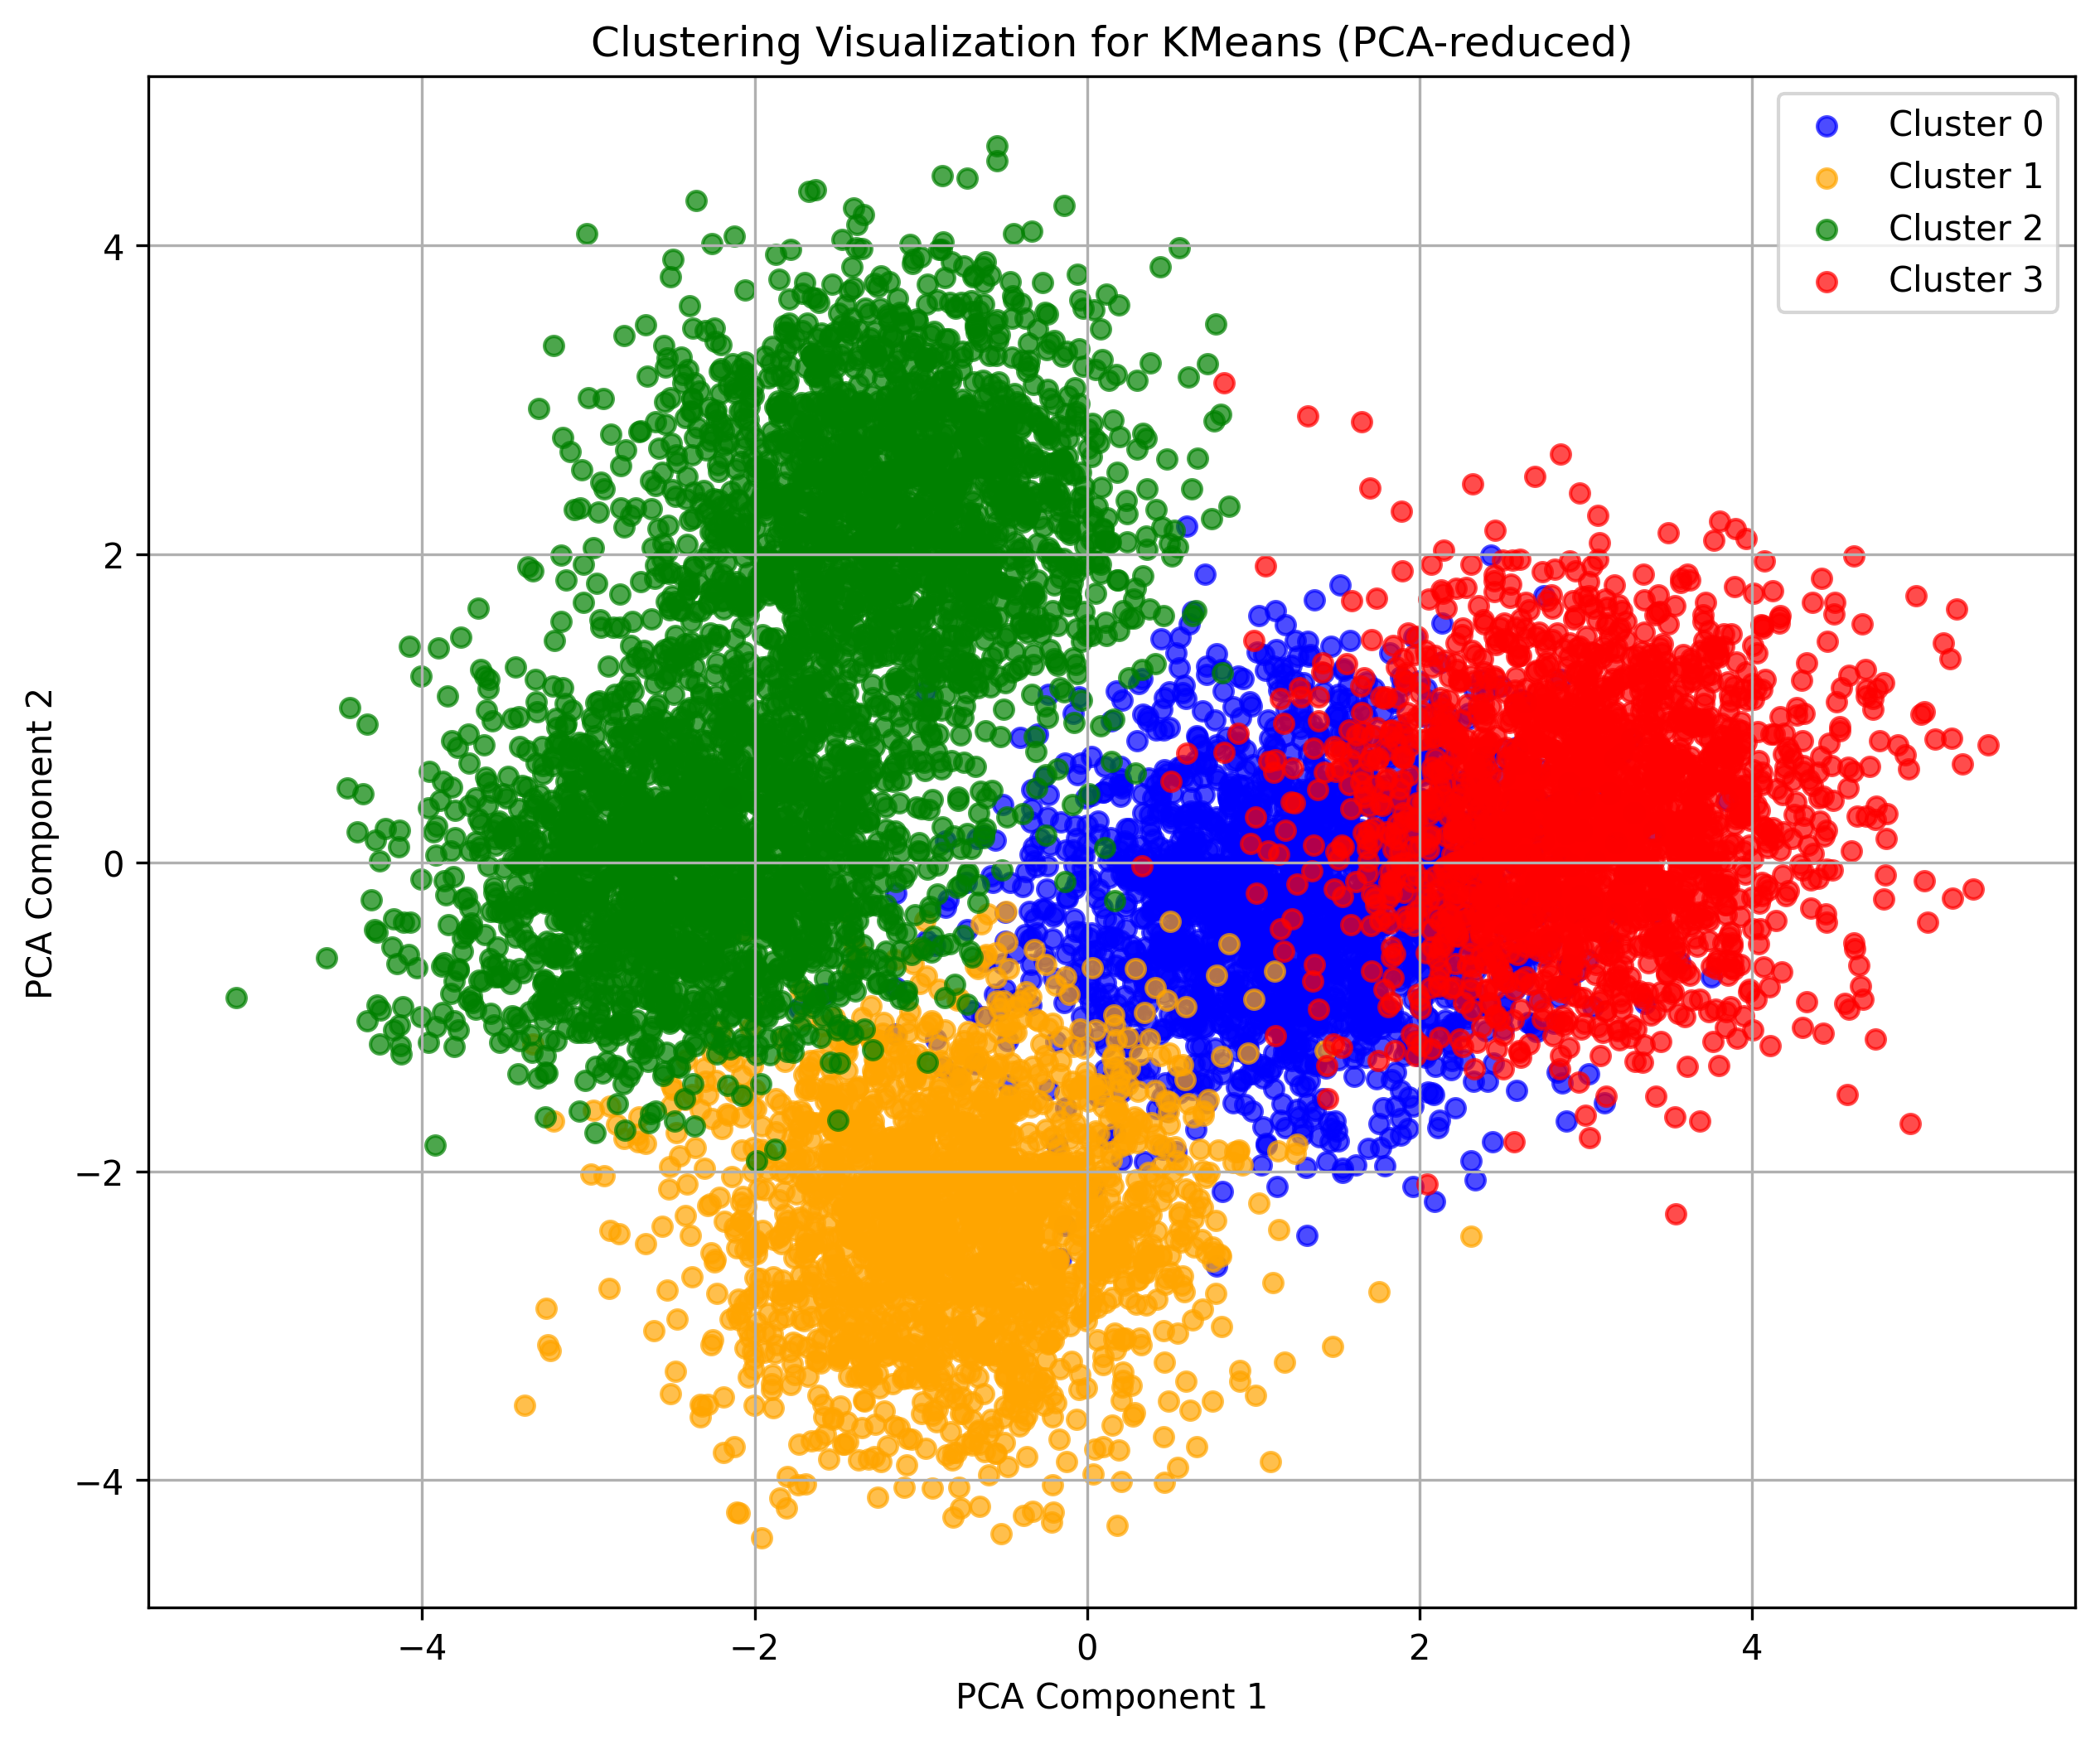 Clustering Visualization for KMeans (PCA-reduced)
Cluster 0
Cluster 1
Cluster 2
Cluster 3
4
2
0
−2
−4
PCA Component 2
−4
−2
0
2
4
PCA Component 1